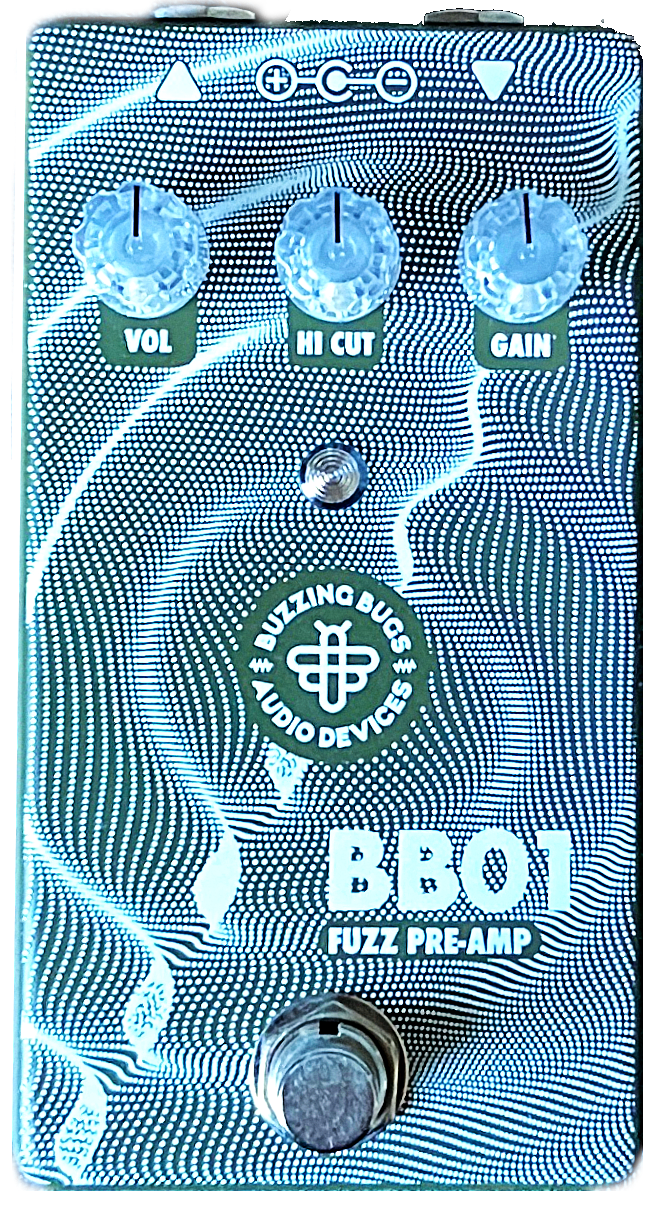 VOL
HI CUT
GAIN
BUZZING BUGS
AUDIO DEVICES
BB01
FUZZ PRE-AMP